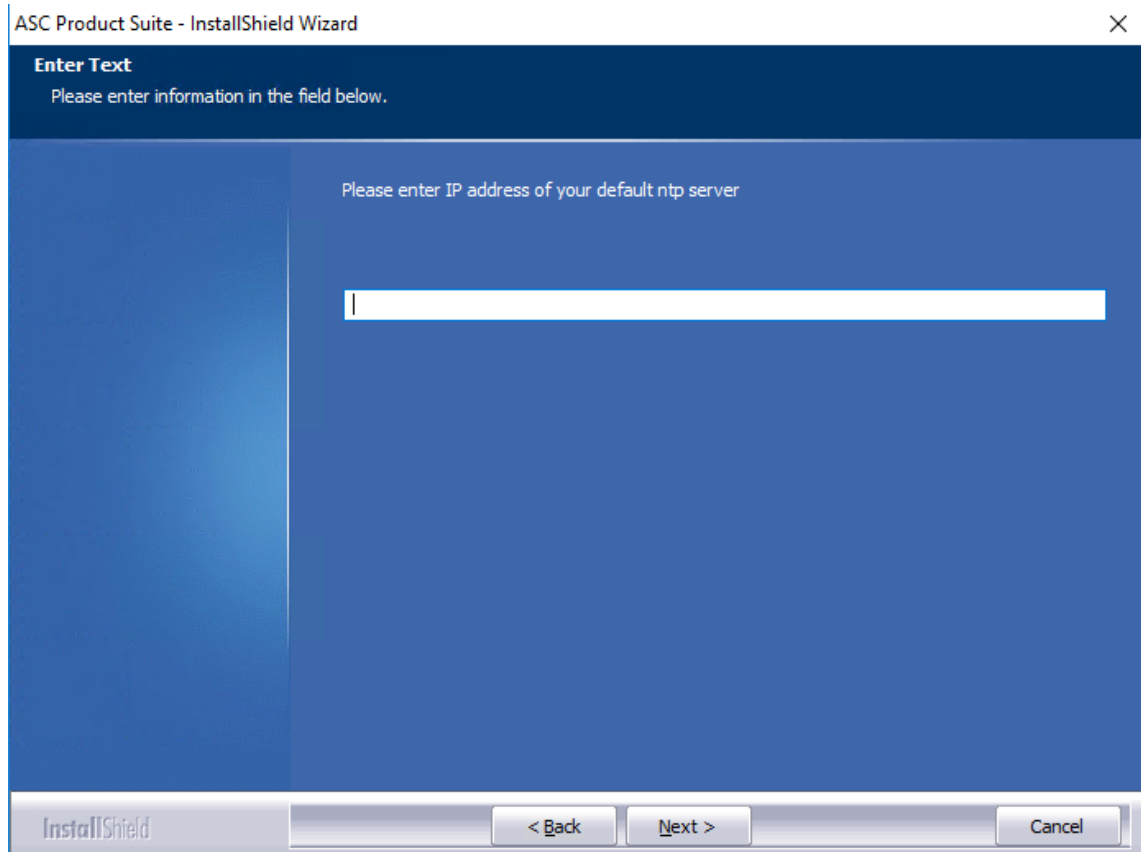 ASC Product Suite - InstallShield Wizard
Enter Text
Please enter information in the field below.
Please enter IP address of your default ntp server
InstallShield
< Back
Next >
Cancel